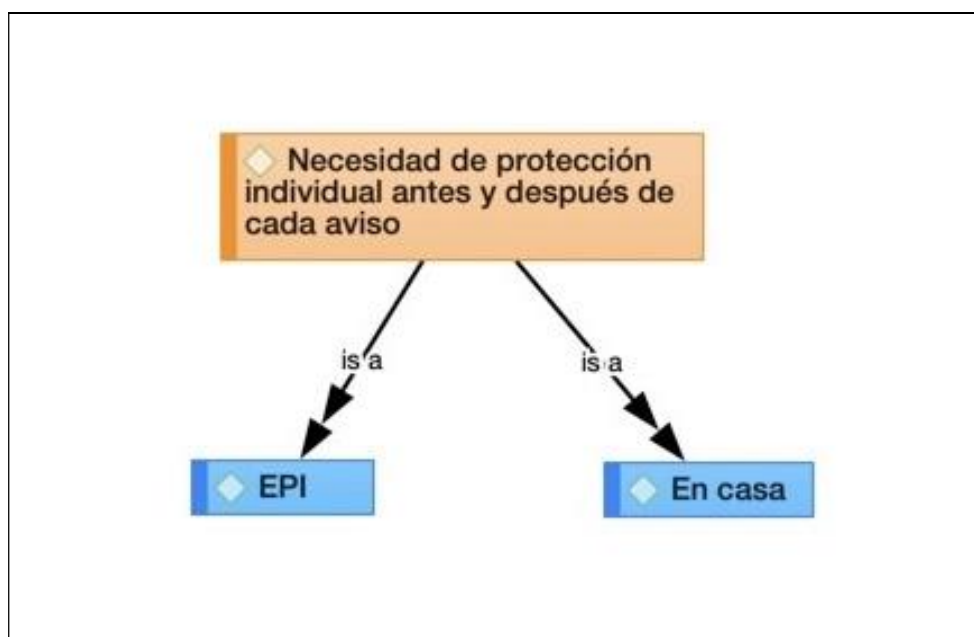 Necesidad de protección
individual antes y después de
cada aviso
is a
is a
EPI
En casa